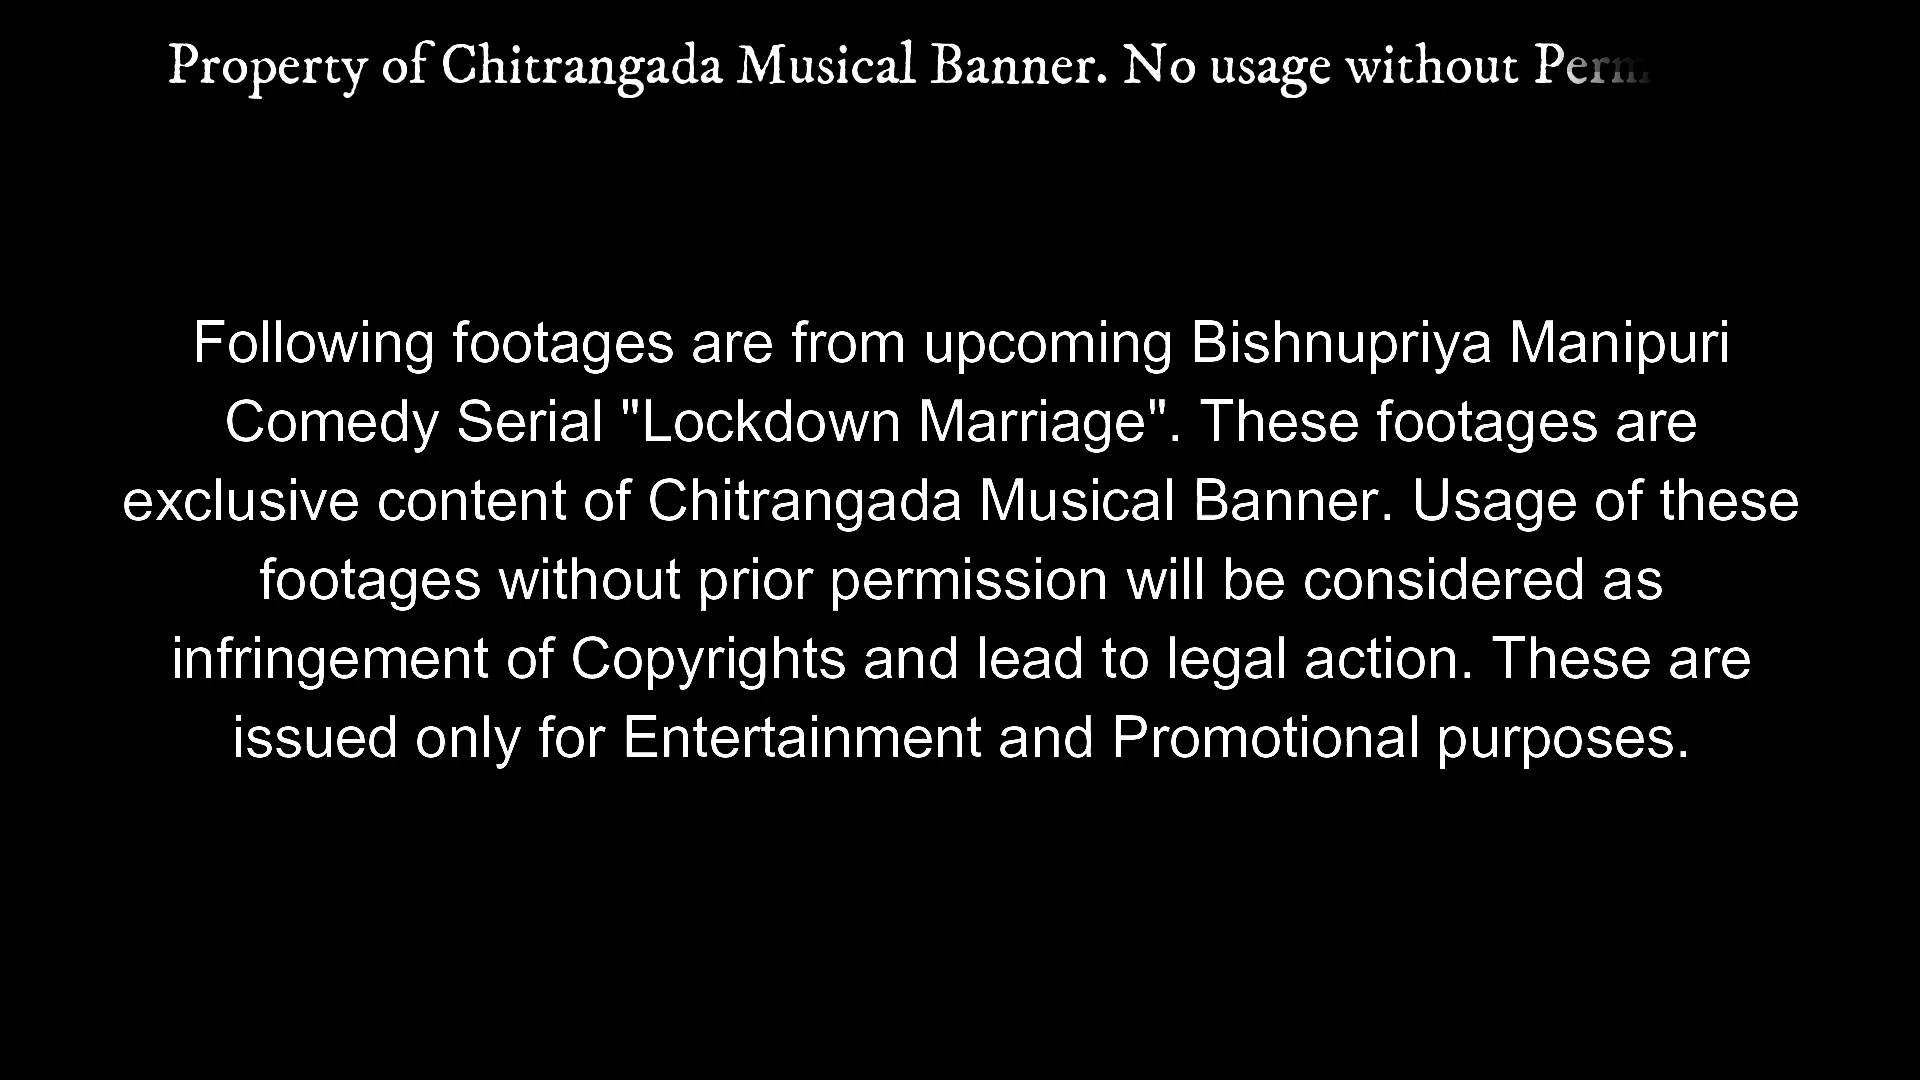 Property of Chitrangada Musical Banner. No usage without Perm
Following footages are from upcoming Bishnupriya Manipuri
Comedy Serial "Lockdown Marriage". These footages are
exclusive content of Chitrangada Musical Banner. Usage of these
footages without prior permission will be considered as
infringement of Copyrights and lead to legal action. These are
issued only for Entertainment and Promotional purposes.